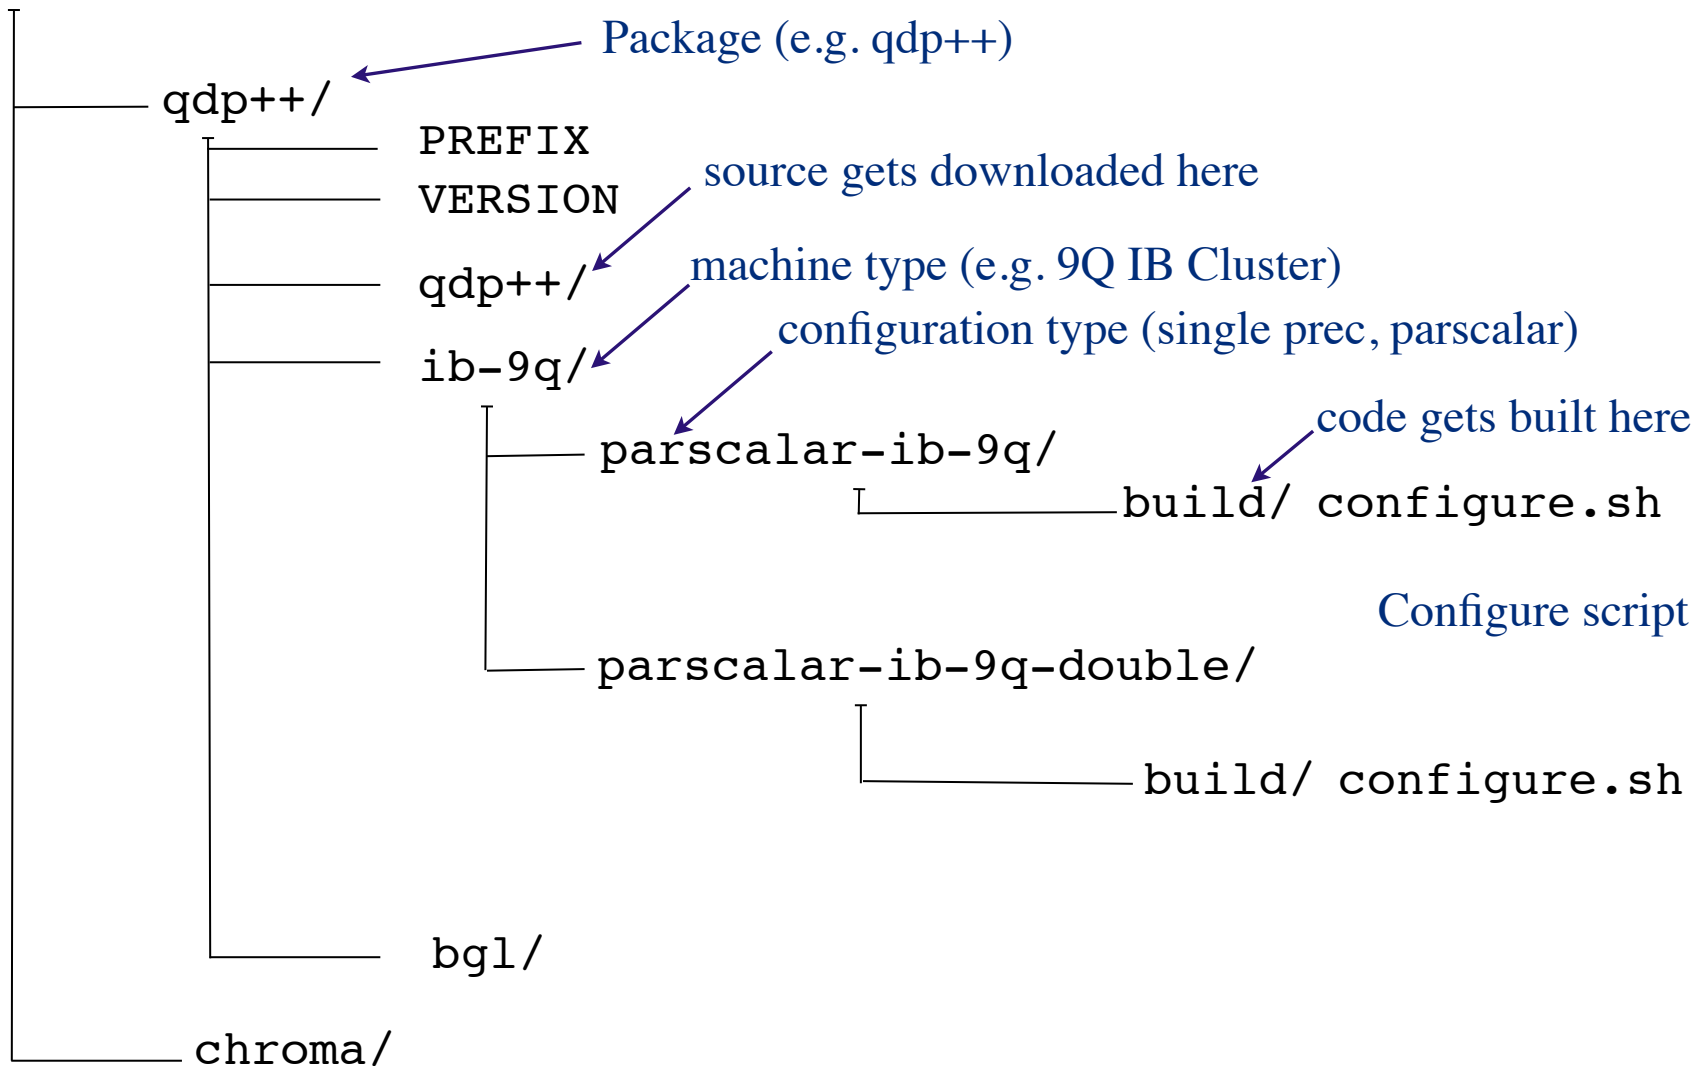 Package (e.g. qdp++)
qdp++/
PREFIX
source gets downloaded here
VERSION
machine type (e.g. 9Q IB Cluster)
qdp++/
configuration type (single prec, parscalar)
ib-9q/
code gets built here
parscalar-ib-9q/
build/ configure.sh
Configure script
parscalar-ib-9q-double/
build/ configure.sh
bgl/
chroma/